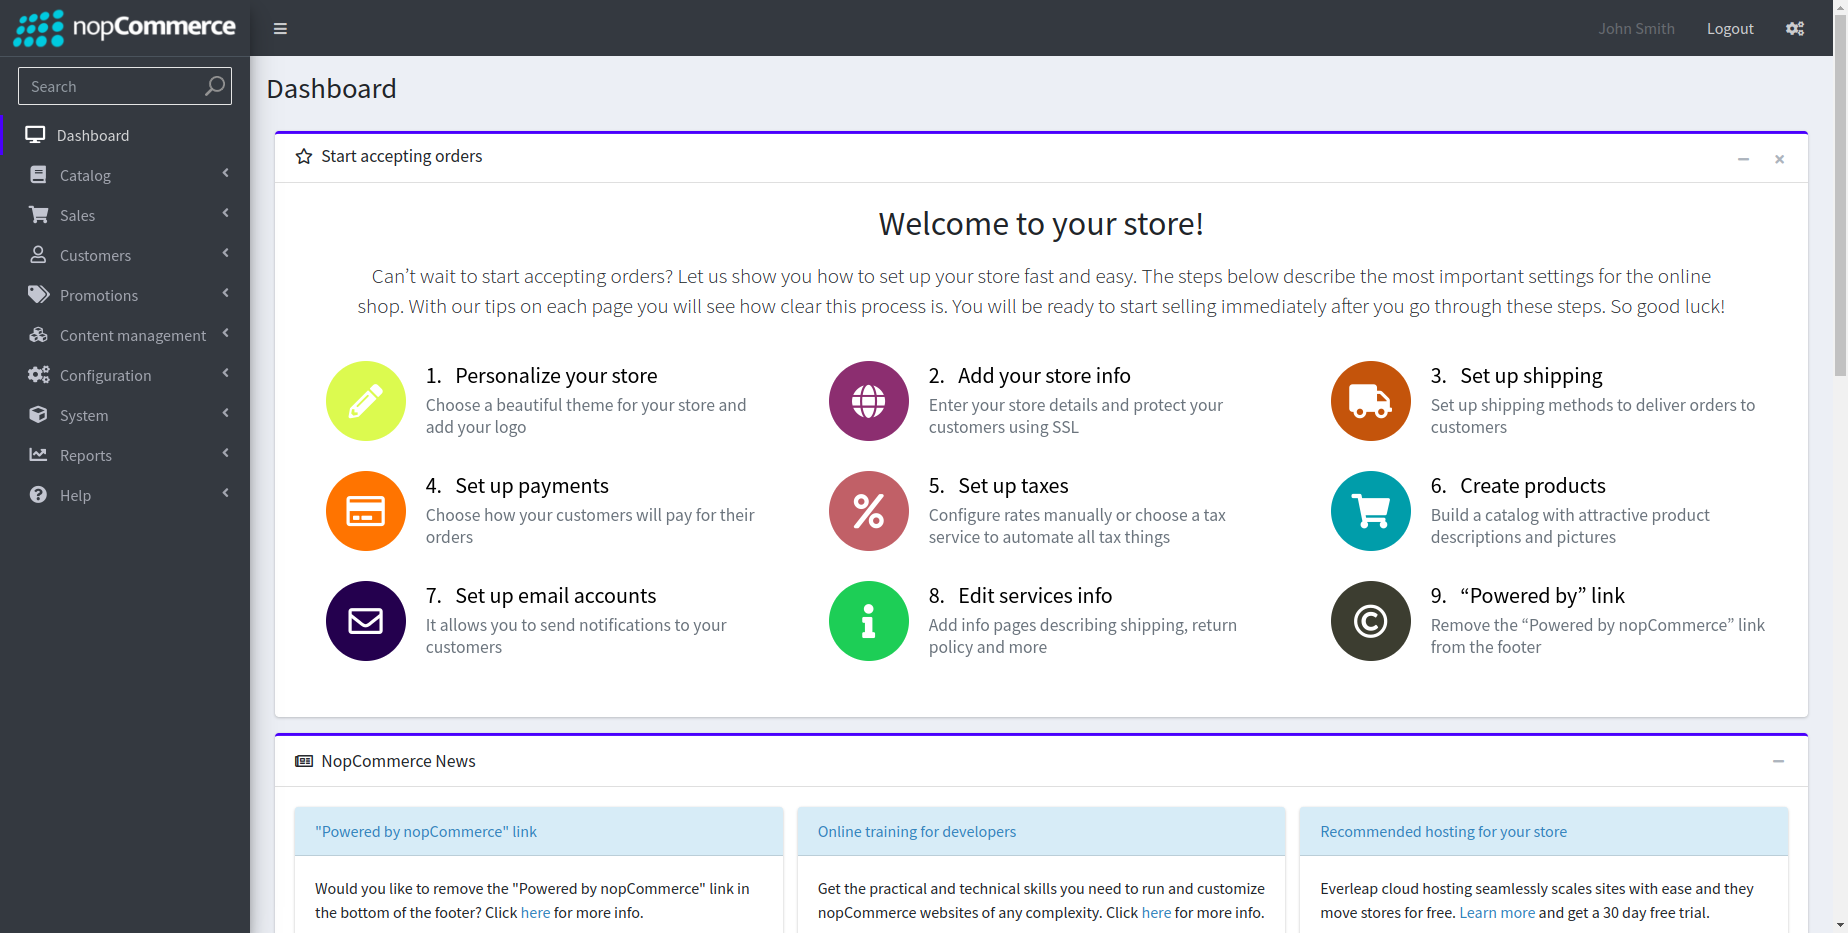 nopCommerce
John Smith
Logout
Search
Dashboard
Catalog
Sales
Customers
Promotions
Content management
Configuration
System
Reports
Help
Dashboard
Start accepting orders
Welcome to your store!
Can’t wait to start accepting orders? Let us show you how to set up your store fast and easy. The steps below describe the most important settings for the online
shop. With our tips on each page you will see how clear this process is. You will be ready to start selling immediately after you go through these steps. So good luck!
1. Personalize your store
Choose a beautiful theme for your store and
add your logo
2. Add your store info
Enter your store details and protect your
customers using SSL
3. Set up shipping
Set up shipping methods to deliver orders to
customers
4. Set up payments
Choose how your customers will pay for their
orders
5. Set up taxes
Configure rates manually or choose a tax
service to automate all tax things
6. Create products
Build a catalog with attractive product
descriptions and pictures
7. Set up email accounts
It allows you to send notifications to your
customers
8. Edit services info
Add info pages describing shipping, return
policy and more
9. “Powered by” link
Remove the “Powered by nopCommerce” link
from the footer
NopCommerce News
"Powered by nopCommerce" link
Would you like to remove the "Powered by nopCommerce" link in
the bottom of the footer? Click here for more info.
Online training for developers
Get the practical and technical skills you need to run and customize
nopCommerce websites of any complexity. Click here for more info.
Recommended hosting for your store
Everleap cloud hosting seamlessly scales sites with ease and they
move stores for free. Learn more and get a 30 day free trial.